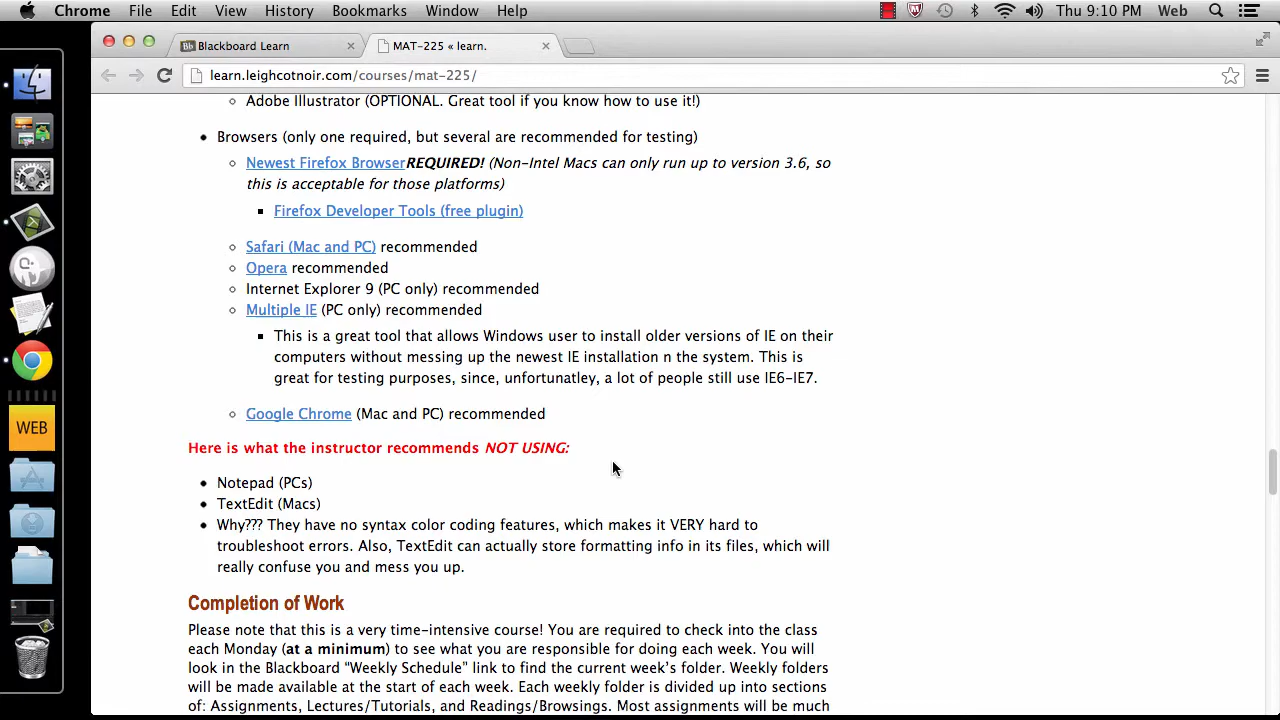 Chrome File Edit View History Bookmarks Window Help Thu 9:10 PM Web
Bb Blackboard Learn × MAT-225 « learn. ×
learn.leighcotnoir.com/courses/mat-225/
Adobe Illustrator (OPTIONAL. Great tool if you know how to use it!)
Browsers (only one required, but several are recommended for testing)
Newest Firefox BrowserREQUIRED! (Non-Intel Macs can only run up to version 3.6, so
this is acceptable for those platforms)
Firefox Developer Tools (free plugin)
Safari (Mac and PC) recommended
Opera recommended
Internet Explorer 9 (PC only) recommended
Multiple IE (PC only) recommended
This is a great tool that allows Windows user to install older versions of IE on their
computers without messing up the newest IE installation n the system. This is
great for testing purposes, since, unfortunatley, a lot of people still use IE6-IE7.
Google Chrome (Mac and PC) recommended
WEB
Here is what the instructor recommends NOT USING:
Notepad (PCs)
TextEdit (Macs)
Why??? They have no syntax color coding features, which makes it VERY hard to
troubleshoot errors. Also, TextEdit can actually store formatting info in its files, which will
really confuse you and mess you up.
Completion of Work
Please note that this is a very time-intensive course! You are required to check into the class
each Monday (at a minimum) to see what you are responsible for doing each week. You will
look in the Blackboard “Weekly Schedule” link to find the current week’s folder. Weekly folders
will be made available at the start of each week. Each weekly folder is divided up into sections
of: Assignments, Lectures/Tutorials, and Readings/Browsings. Most assignments will be much